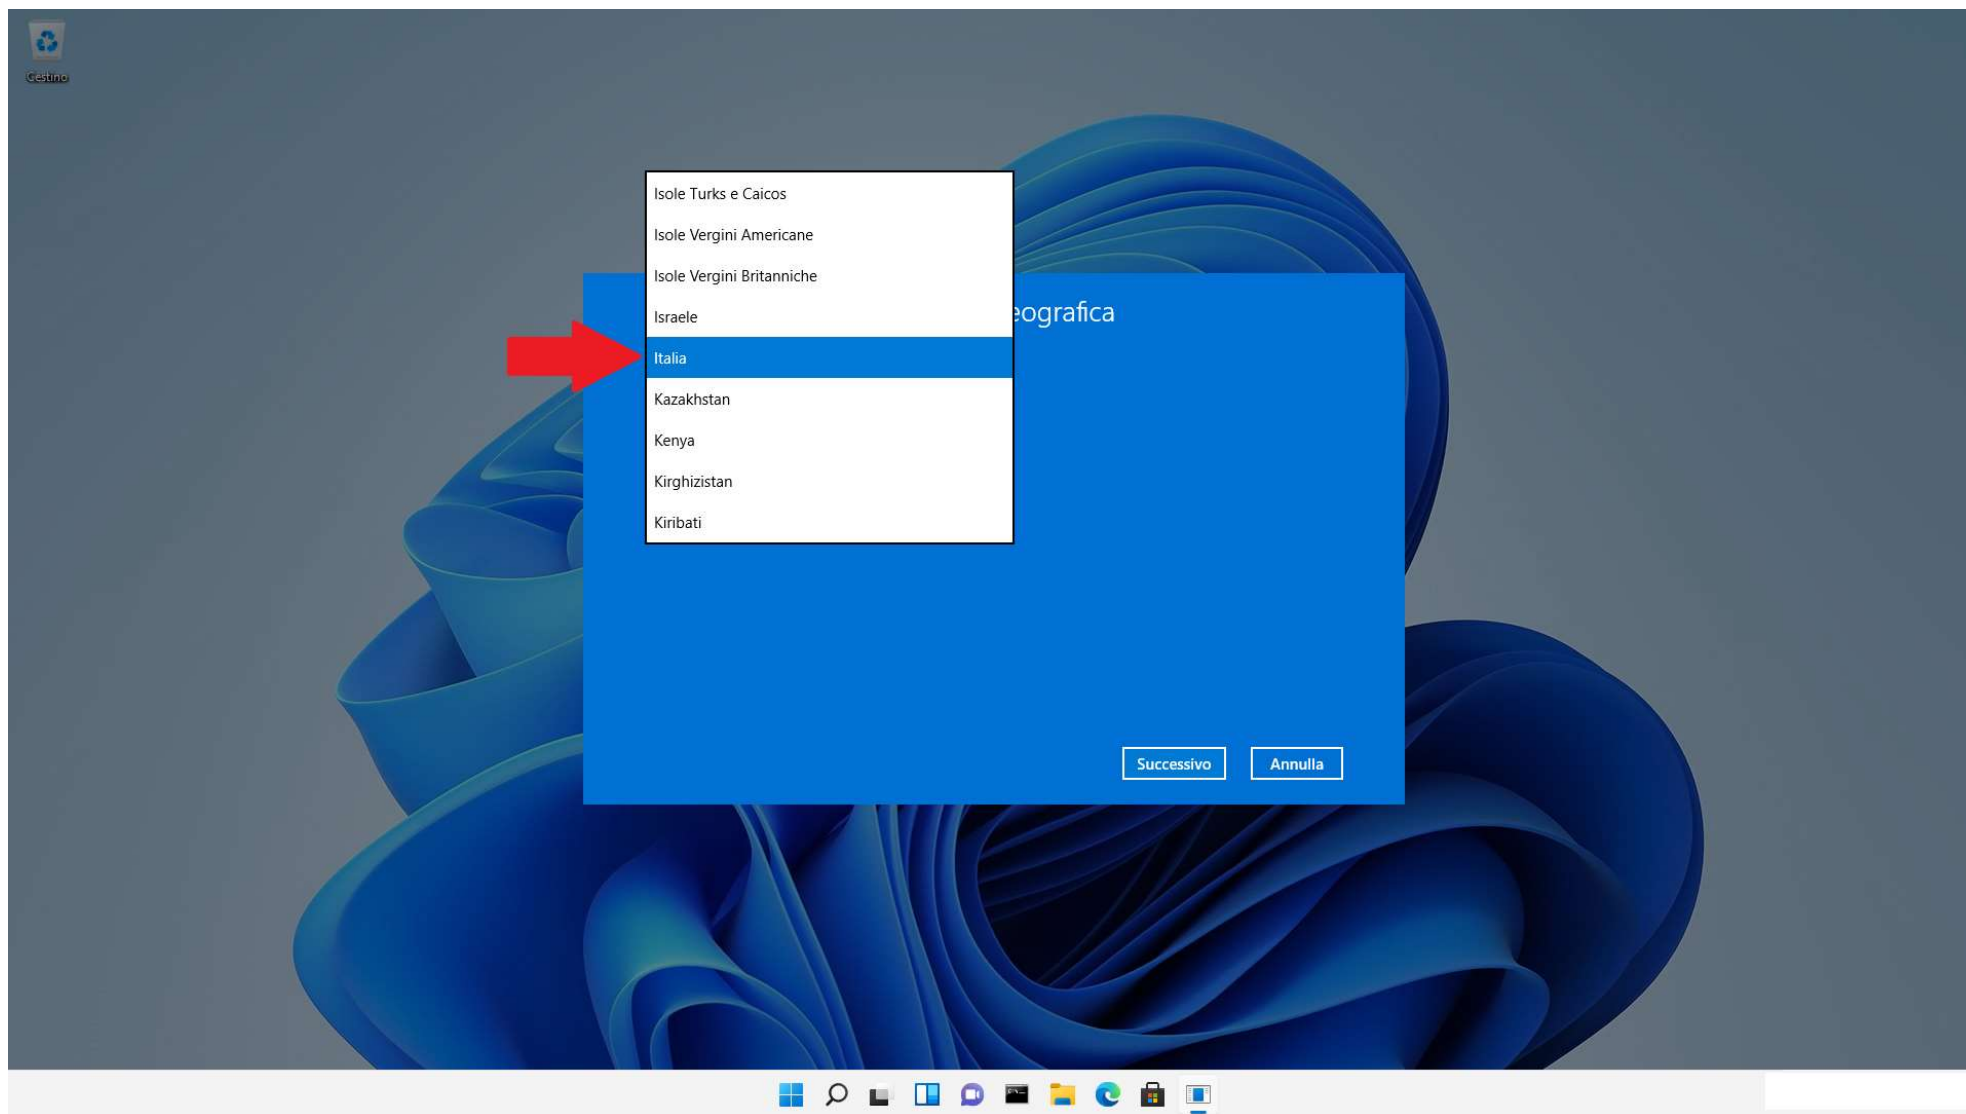 Cestino
Isole Turks e Caicos
Isole Vergini Americane
Isole Vergini Britanniche
Israele
eografica
Italia
Kazakhstan
Kenya
Kirghizistan
Kiribati
Successivo
Annulla